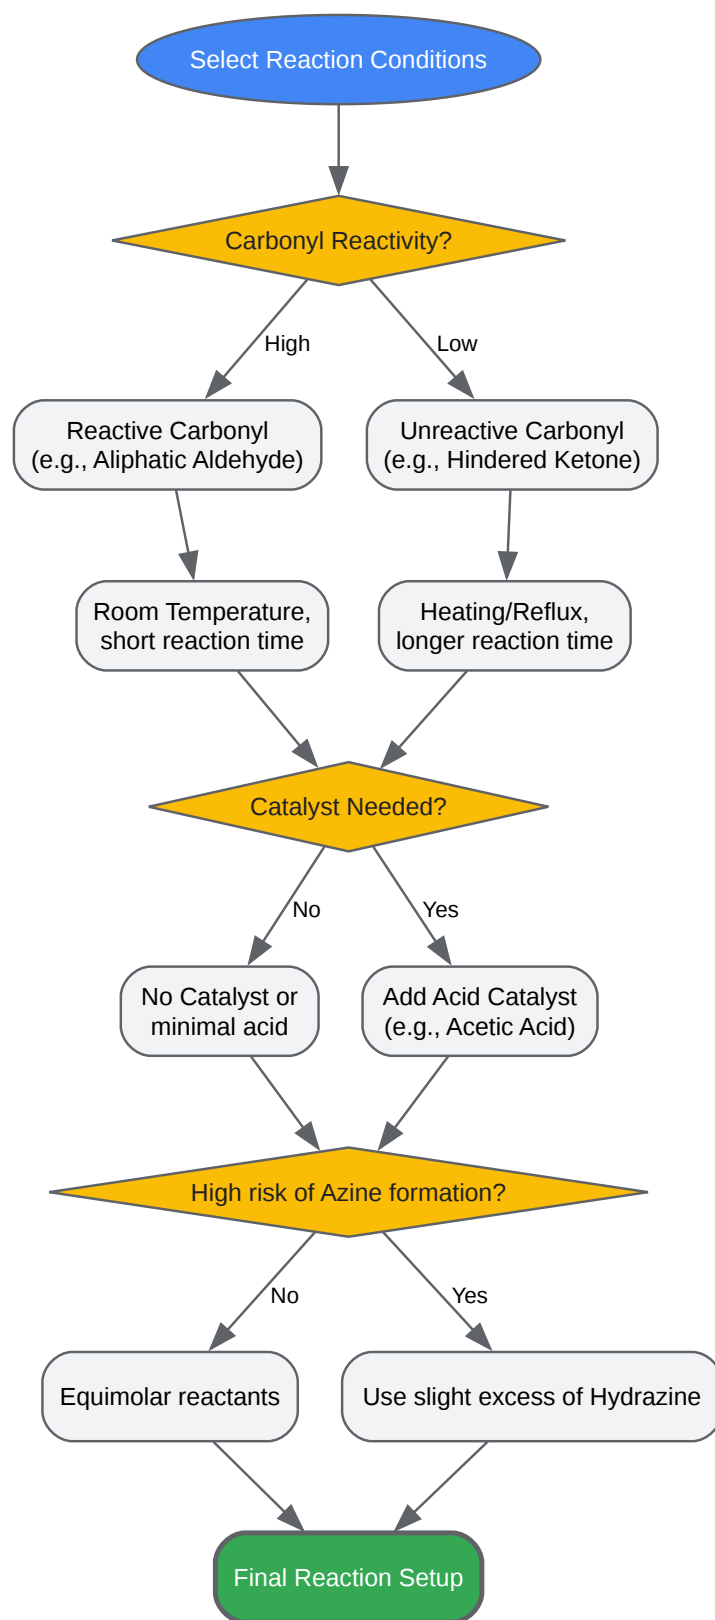 Select Reaction Conditions
Carbonyl Reactivity?
High
Low
Reactive Carbonyl
(e.g., Aliphatic Aldehyde)
Unreactive Carbonyl
(e.g., Hindered Ketone)
Room Temperature,
short reaction time
Heating/Reflux,
longer reaction time
Catalyst Needed?
No
Yes
No Catalyst or
minimal acid
Add Acid Catalyst
(e.g., Acetic Acid)
High risk of Azine formation?
No
Yes
Equimolar reactants
Use slight excess of Hydrazine
Final Reaction Setup